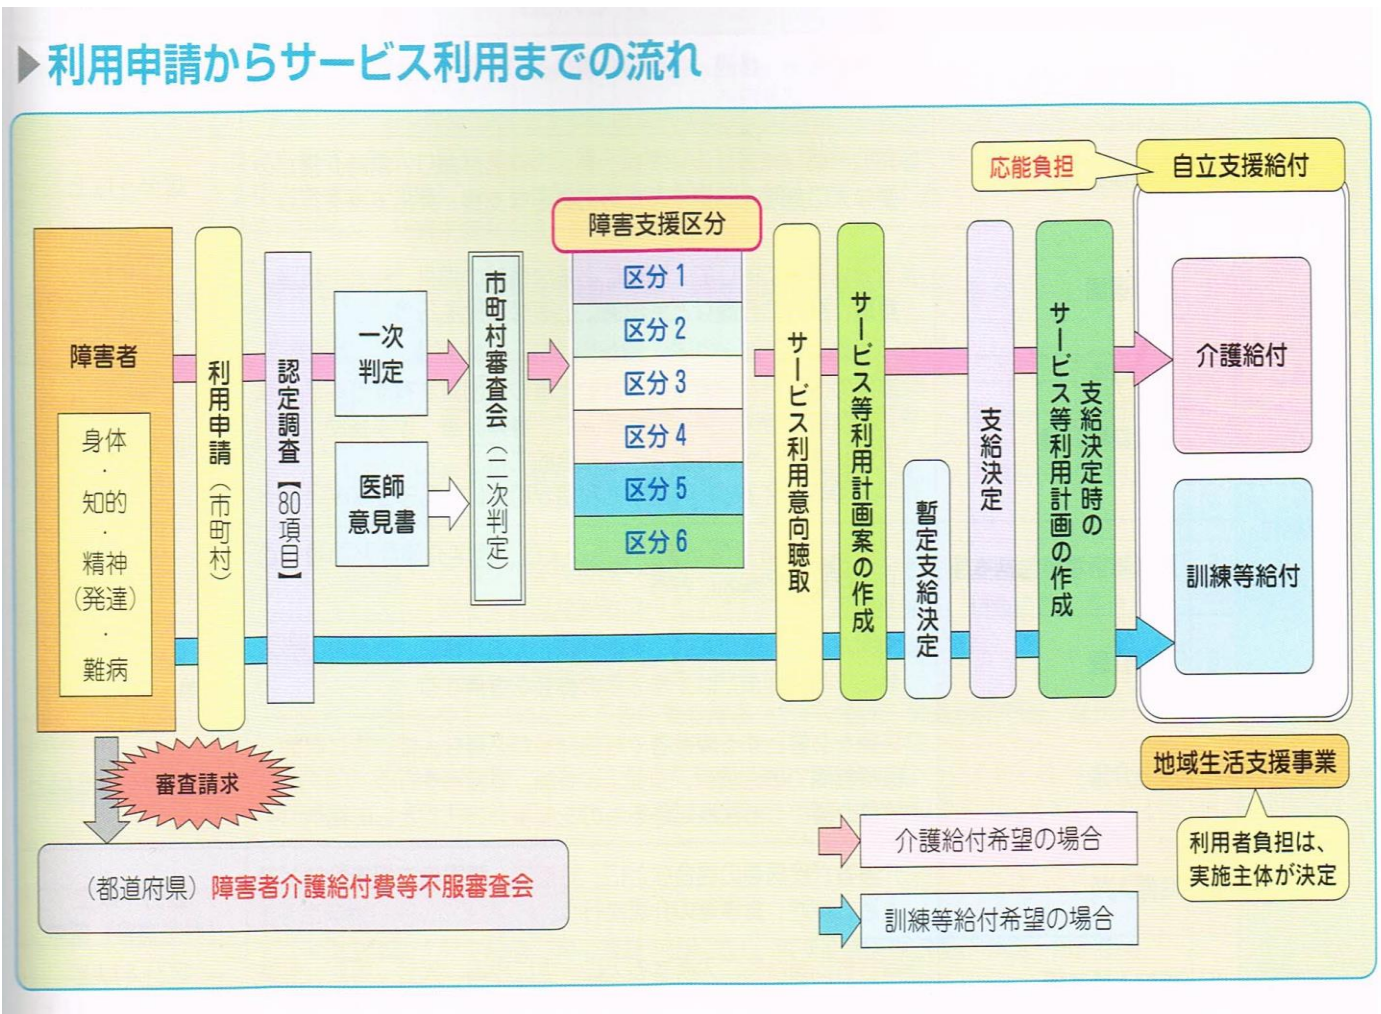 利用申請からサービス利用までの流れ
応能負担
自立支援給付
障害者
身体
・
知的
・
精神
（発達）
・
難病
利用申請（市町村）
認定調査【80項目】
一次
判定
医師
意見書
市町村審査会（二次判定）
障害支援区分
区分1
区分2
区分3
区分4
区分5
区分6
サービス利用意向聴取
サービス等利用計画案の作成
暫定支給決定
支給決定
支給決定時の
サービス等利用計画の作成
介護給付
訓練等給付
審査請求
（都道府県）障害者介護給付費等不服審査会
地域生活支援事業
利用者負担は、
実施主体が決定
介護給付希望の場合
訓練等給付希望の場合